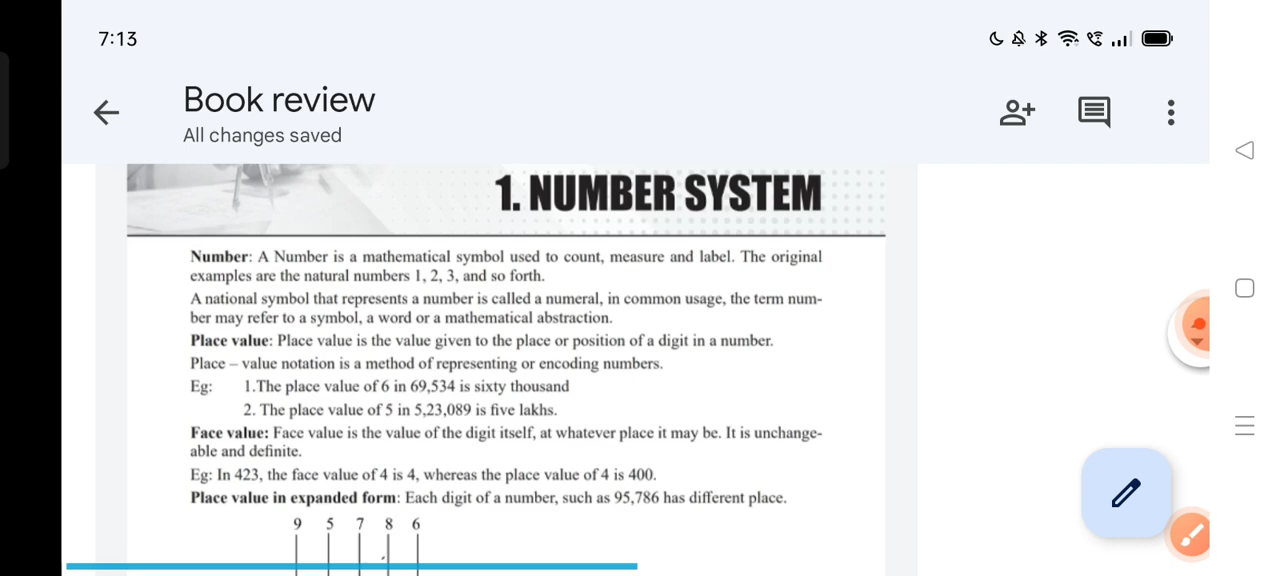 7:13
Book review
All changes saved
1. NUMBER SYSTEM
Number: A Number is a mathematical symbol used to count, measure and label. The original
examples are the natural numbers 1, 2, 3, and so forth.
A national symbol that represents a number is called a numeral, in common usage, the term num-
ber may refer to a symbol, a word or a mathematical abstraction.
Place value: Place value is the value given to the place or position of a digit in a number.
Place – value notation is a method of representing or encoding numbers.
Eg: 1.The place value of 6 in 69,534 is sixty thousand
2. The place value of 5 in 5,23,089 is five lakhs.
Face value: Face value is the value of the digit itself, at whatever place it may be. It is unchange-
able and definite.
Eg: In 423, the face value of 4 is 4, whereas the place value of 4 is 400.
Place value in expanded form: Each digit of a number, such as 95,786 has different place.
9 5 7 8 6